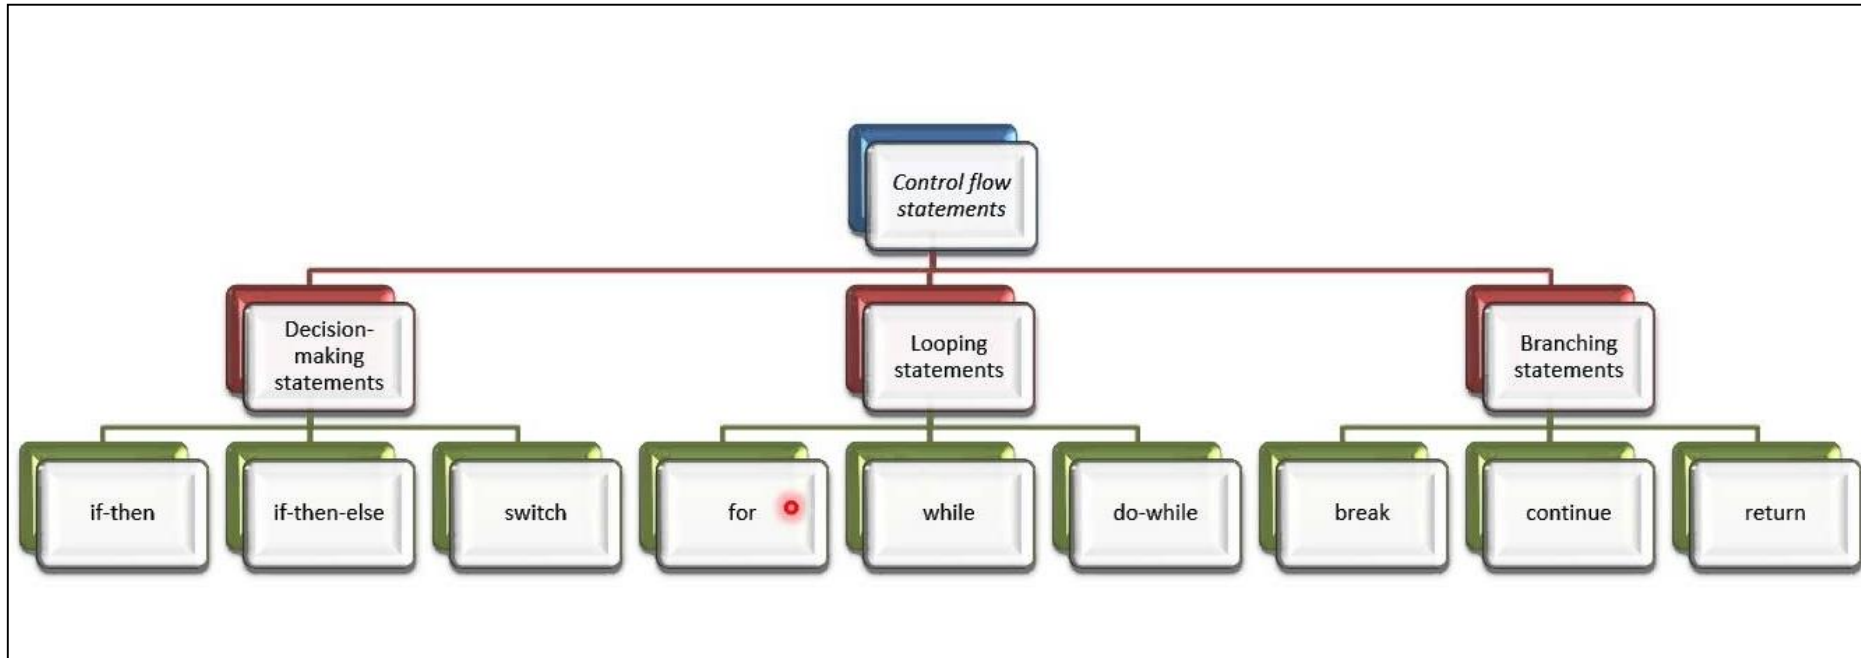 Control flow
statements
Decision-
making
statements
Looping
statements
Branching
statements
if-then
if-then-else
switch
for
while
do-while
break
continue
return